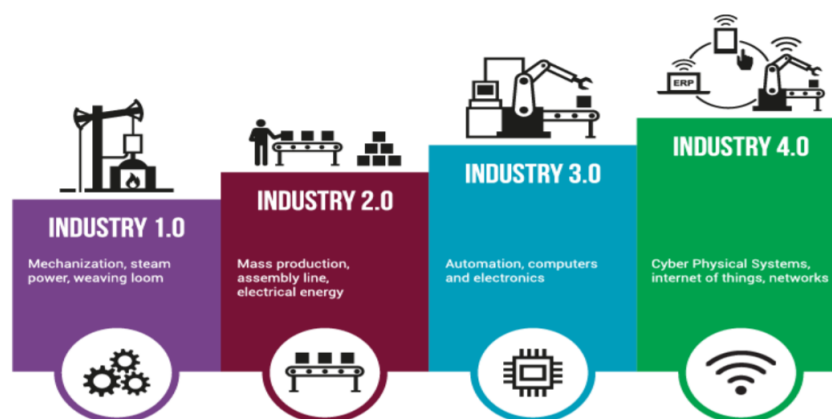 ERP
INDUSTRY 1.0
Mechanization, steam
power, weaving loom
INDUSTRY 2.0
Mass production,
assembly line,
electrical energy
INDUSTRY 3.0
Automation, computers
and electronics
INDUSTRY 4.0
Cyber Physical Systems,
internet of things, networks